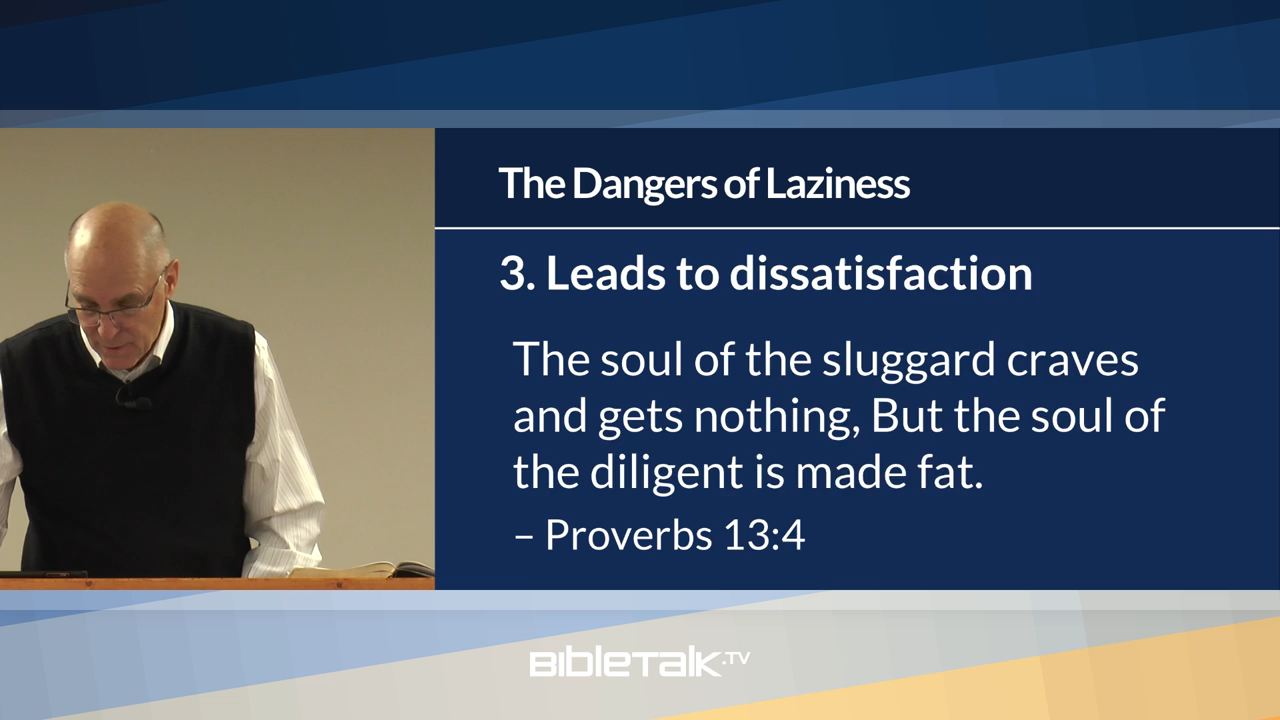 The Dangers of Laziness
3. Leads to dissatisfaction
The soul of the sluggard craves
and gets nothing, But the soul of
the diligent is made fat.
– Proverbs 13:4
BibleTalk.TV